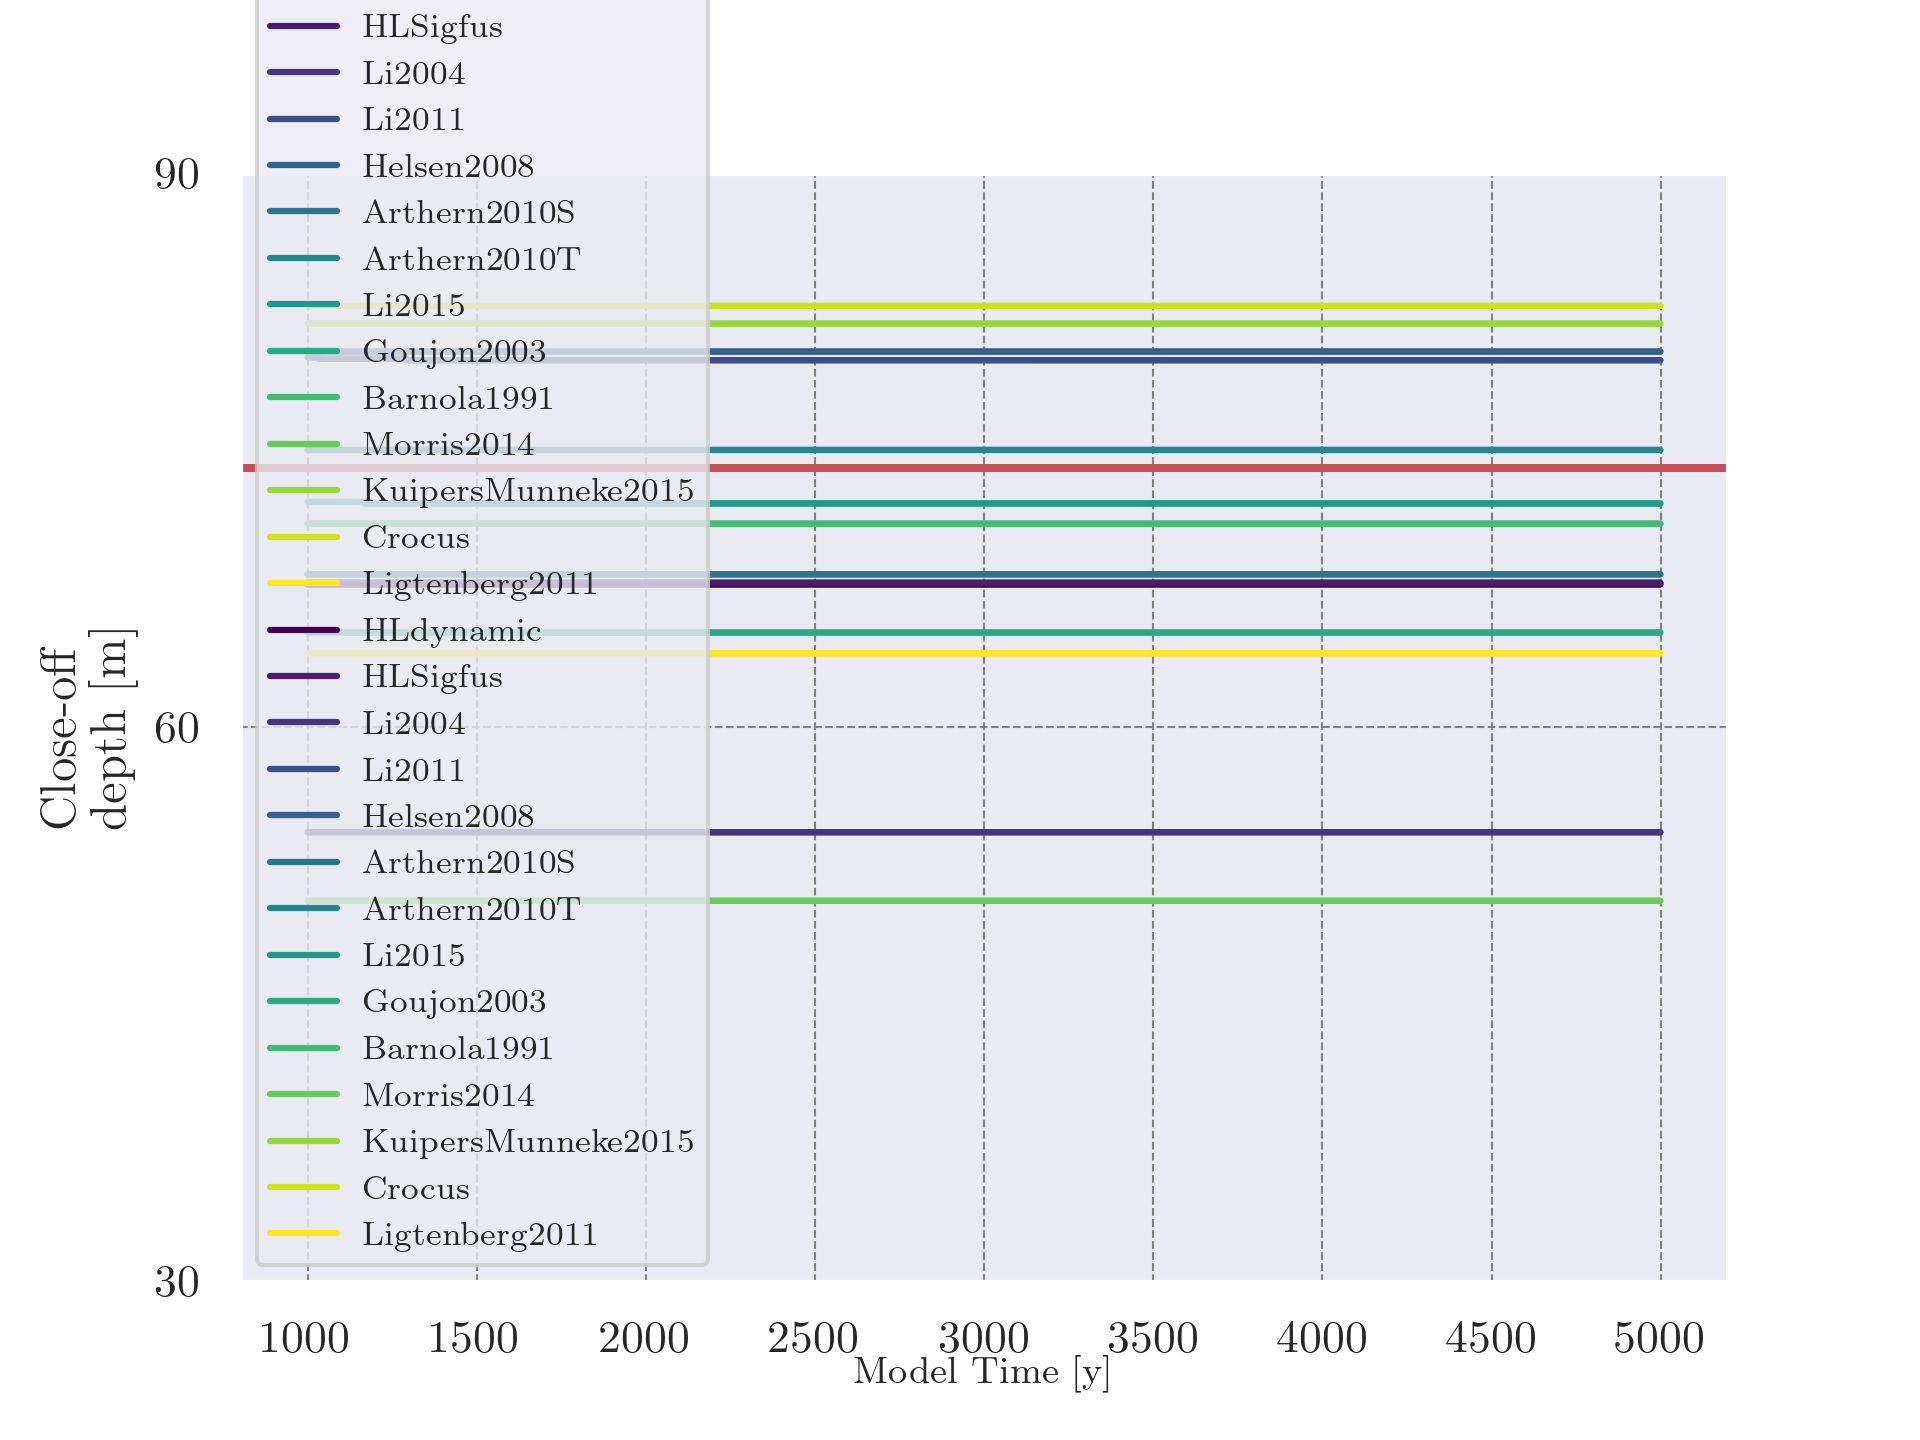 HLSigfus
Li2004
Li2011
Helsen2008
Arthern2010S
Arthern2010T
Li2015
Goujon2003
Barnola1991
Morris2014
KuipersMunneke2015
Crocus
Ligtenberg2011
HLdynamic
HLSigfus
Li2004
Li2011
Helsen2008
Arthern2010S
Arthern2010T
Li2015
Goujon2003
Barnola1991
Morris2014
KuipersMunneke2015
Crocus
Ligtenberg2011
90
60
30
Close-off
depth [m]
1000 1500 2000 2500 3000 3500 4000 4500 5000
Model Time [y]